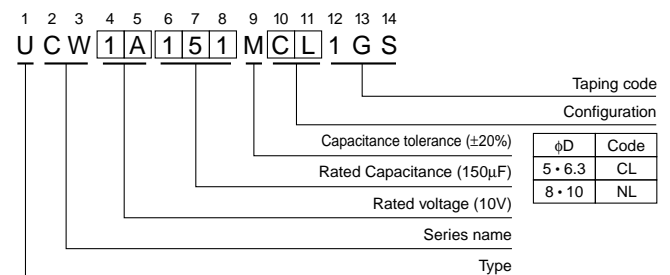 1 2 3 4 5 6 7 8 9 10 11 12 13 14
U C W 1 A 1 5 1 M C L 1 G S
Taping code
Configuration
Capacitance tolerance (±20%)
Rated Capacitance (150µF)
Rated voltage (10V)
Series name
Type
ϕD Code
5 • 6.3 CL
8 • 10 NL